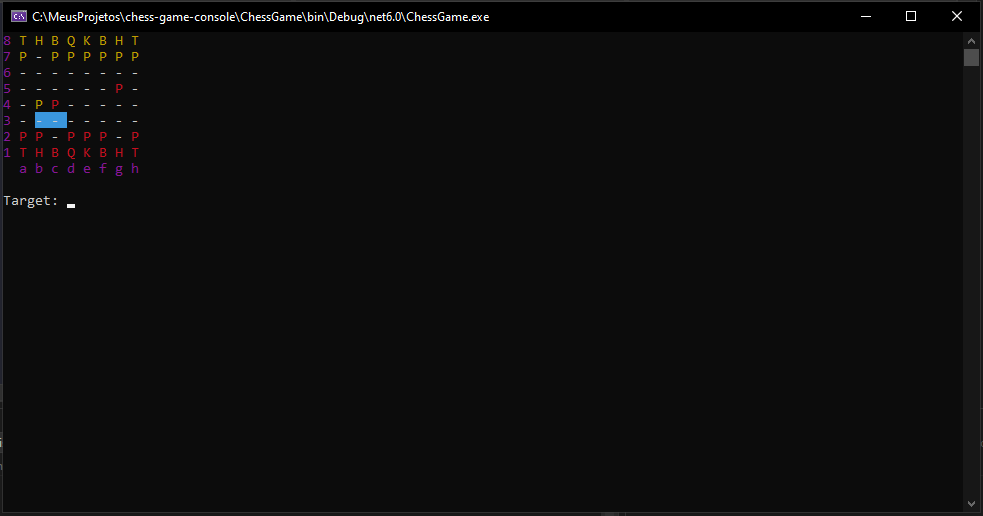 C:\MeusProjetos\chess-game-console\ChessGame\bin\Debug\net6.0\ChessGame.exe
8 T H B Q K B H T
7 P - P P P P P P
6 - - - - - - - -
5 - - - - - - P -
4 - P P - - - - -
3 - - - - - - - -
2 P P - P P P - P
1 T H B Q K B H T
a b c d e f g h
Target: